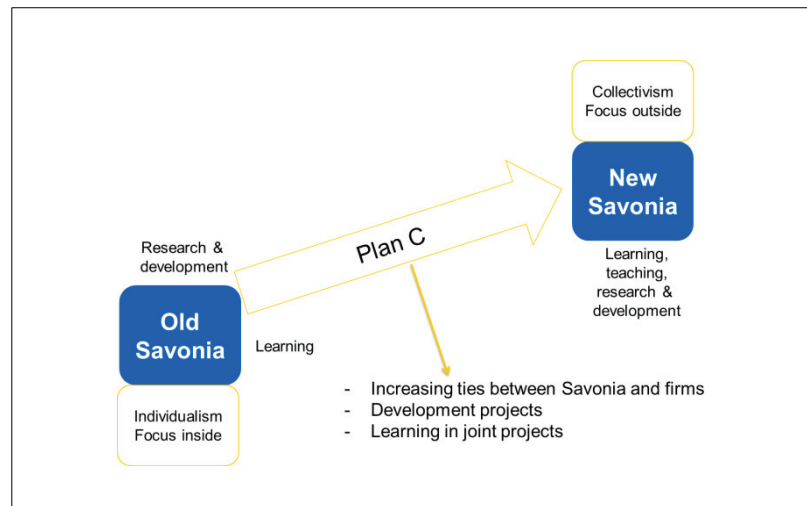 Collectivism
Focus outside
New
Savonia
Learning,
teaching,
research &
development
Plan C
Research &
development
Old
Savonia
Learning
Individualism
Focus inside
- Increasing ties between Savonia and firms
- Development projects
- Learning in joint projects